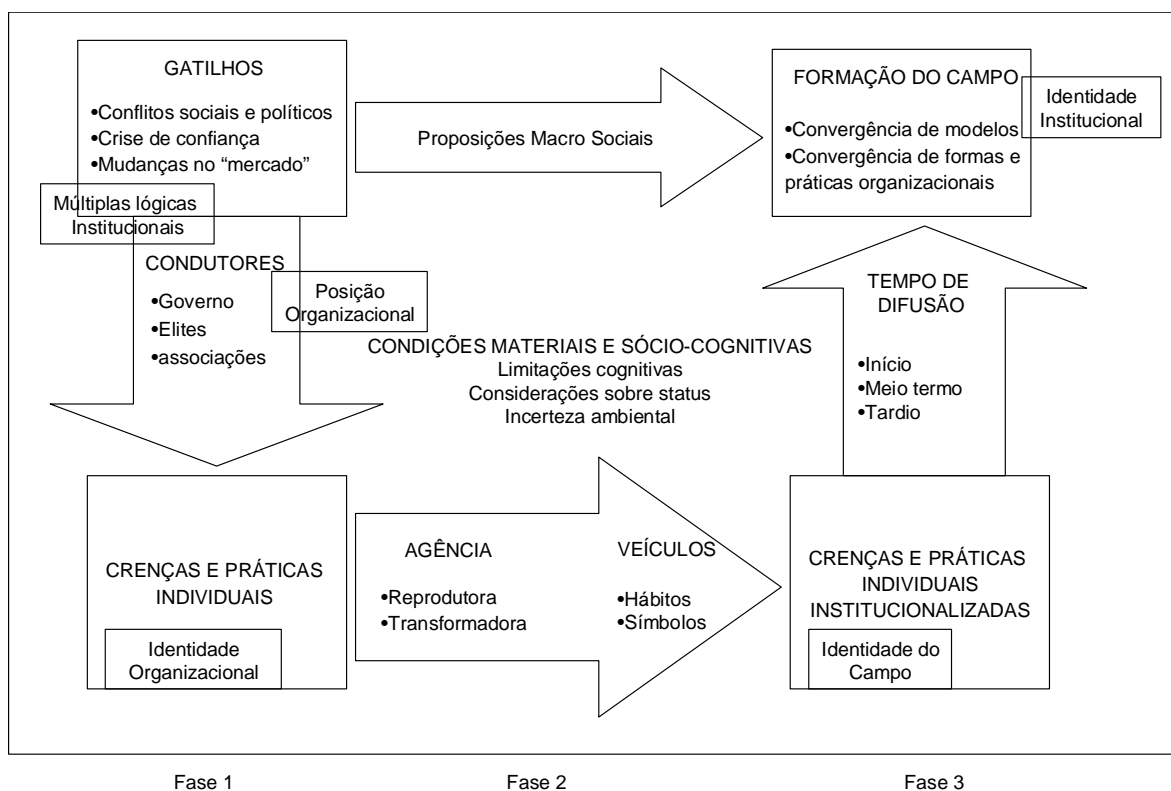 GATILHOS
•Conflitos sociais e políticos
•Crise de confiança
•Mudanças no “mercado”
Múltiplas lógicas
Institucionais
Proposições Macro Sociais
FORMAÇÃO DO CAMPO
•Convergência de modelos
•Convergência de formas e
práticas organizacionais
Identidade
Institucional
CONDUTORES
•Governo
•Elites
•associações
Posição
Organizacional
CONDIÇÕES MATERIAIS E SÓCIO-COGNITIVAS
Limitações cognitivas
Considerações sobre status
Incerteza ambiental
TEMPO DE
DIFUSÃO
•Início
•Meio termo
•Tardio
CRENÇAS E PRÁTICAS
INDIVIDUAIS
Identidade
Organizacional
AGÊNCIA
•Reprodutora
•Transformadora
VEÍCULOS
•Hábitos
•Símbolos
CRENÇAS E PRÁTICAS
INDIVIDUAIS
INSTITUCIONALIZADAS
Identidade do
Campo
Fase 1
Fase 2
Fase 3